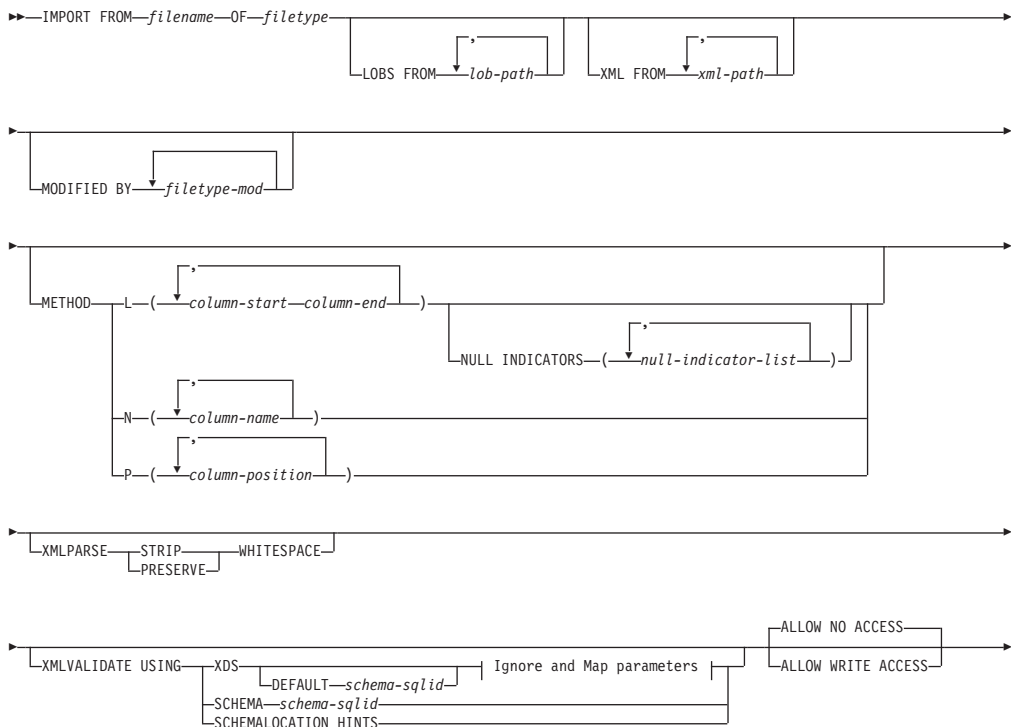 IMPORT FROM filename OF filetype
,
,
LOBS FROM lob-path
XML FROM xml-path
MODIFIED BY filetype-mod
,
METHOD L ( column-start column-end )
,
NULL INDICATORS ( null-indicator-list )
,
N ( column-name )
,
P ( column-position )
XMLPARSE STRIP WHITESPACE
PRESERVE
ALLOW NO ACCESS
XMLVALIDATE USING XDS Ignore and Map parameters ALLOW WRITE ACCESS
DEFAULT schema-sqlid
SCHEMA schema-sqlid
SCHEMALOCATION HINTS